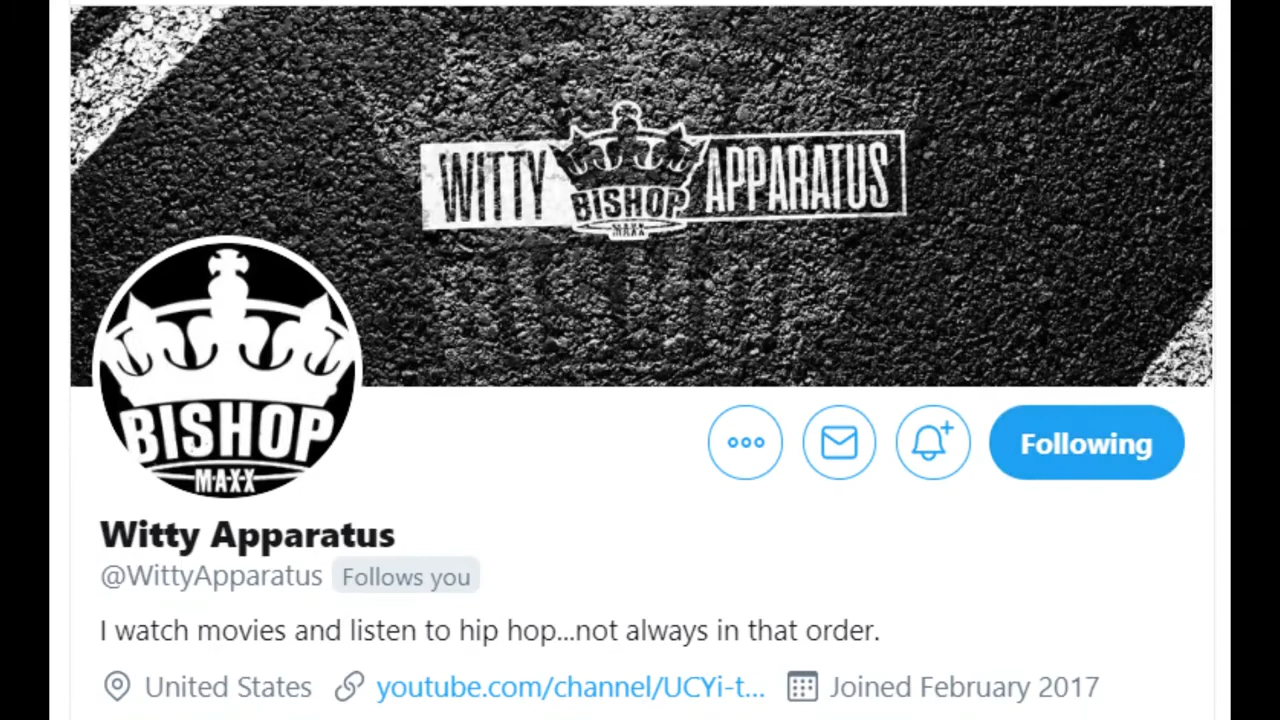 WITTY BISHOP APPARATUS
MAXX
BISHOP
MAXX
Following
Witty Apparatus
@WittyApparatus Follows you
I watch movies and listen to hip hop...not always in that order.
United States youtube.com/channel/UCYi-t... Joined February 2017